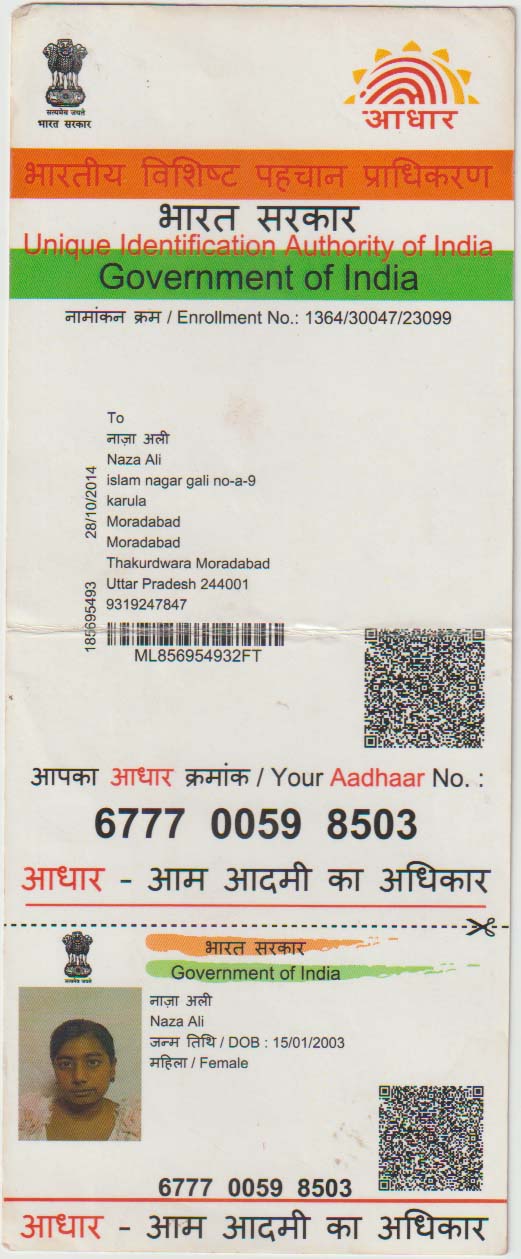 सत्यमेव जयते
भारत सरकार
आधार
भारतीय विशिष्ट पहचान प्राधिकरण
भारत सरकार
Unique Identification Authority of India
Government of India
नामांकन क्रम / Enrollment No.: 1364/30047/23099
To
नाज़ा अली
Naza Ali
islam nagar gali no-a-9
karula
Moradabad
Moradabad
Thakurdwara Moradabad
Uttar Pradesh 244001
9319247847
185695493 28/10/2014
ML856954932FT
आपका आधार क्रमांक / Your Aadhaar No. :
6777 0059 8503
आधार - आम आदमी का अधिकार
भारत सरकार
Government of India
सत्यमेव जयते
नाज़ा अली
Naza Ali
जन्म तिथि / DOB : 15/01/2003
महिला / Female
6777 0059 8503
आधार - आम आदमी का अधिकार